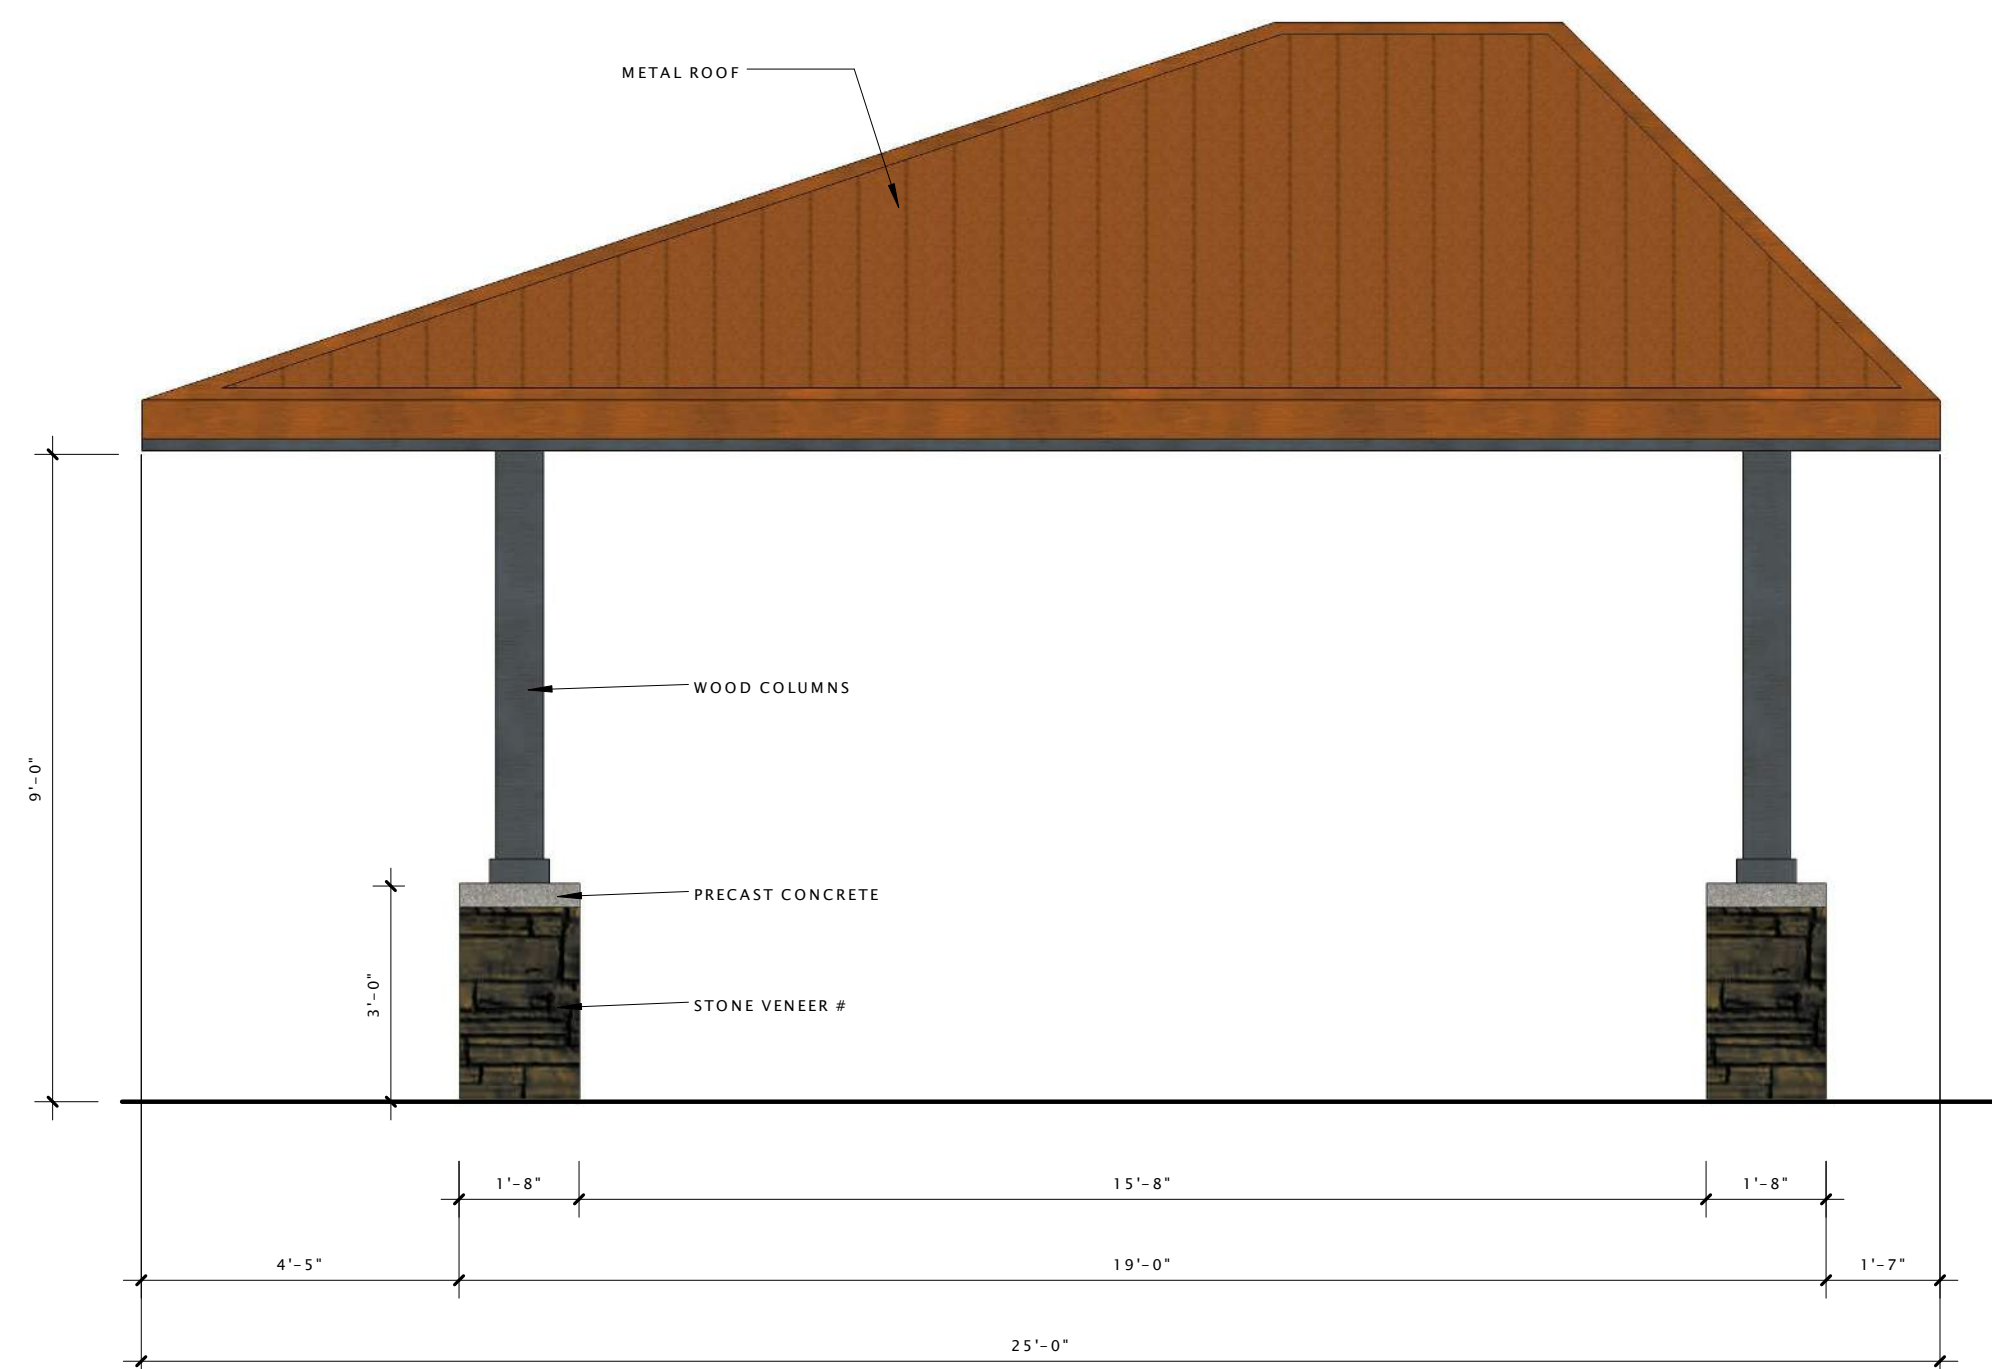 METAL ROOF
WOOD COLUMNS
9'-0"
PRECAST CONCRETE
3'-0"
STONE VENEER #
1'-8"
15'-8"
1'-8"
4'-5"
19'-0"
1'-7"
25'-0"